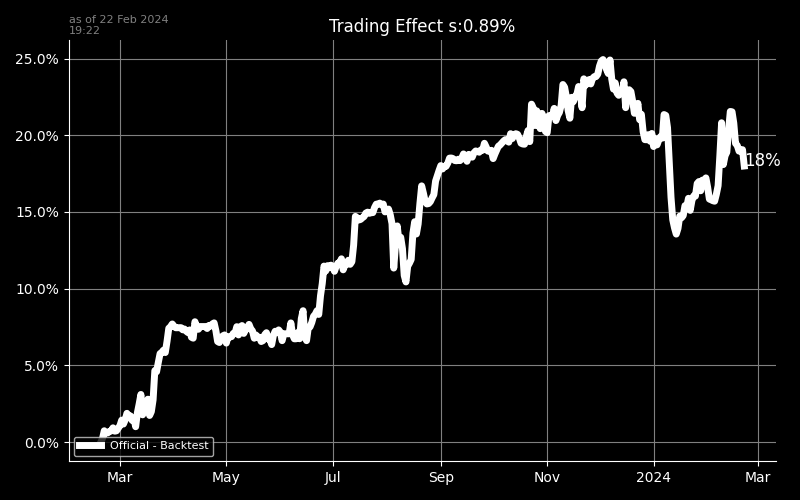 as of 22 Feb 2024
19:22
Trading Effect s:0.89%
25.0%
20.0%
15.0%
10.0%
5.0%
0.0%
18%
Official - Backtest
Mar
May
Jul
Sep
Nov
2024
Mar